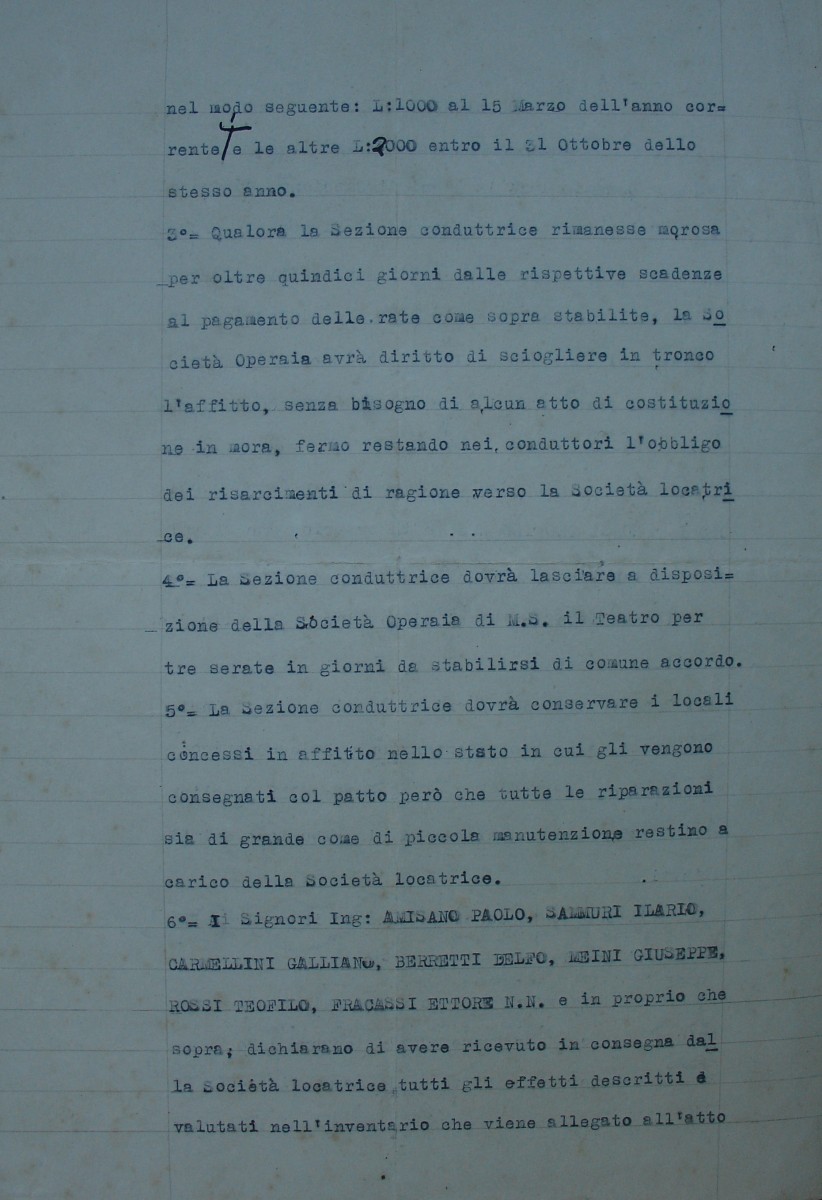 nel modo seguente: L:1000 al 15 Marzo dell'anno cor=
rente e le altre L:2000 entro il 31 Ottobre dello
stesso anno.
3°= Qualora la Sezione conduttrice rimanesse morosa
per oltre quindici giorni dalle rispettive scadenze
al pagamento delle rate come sopra stabilite, la So
cietà Operaia avrà diritto di sciogliere in tronco
l'affitto, senza bisogno di alcun atto di costituzio
ne in mora, fermo restando nei conduttori l'obbligo
dei risarcimenti di ragione verso la Società locatri
ce.
4°= La Sezione conduttrice dovrà lasciare a disposi=
zione della Società Operaia di M.S. il Teatro per
tre serate in giorni da stabilirsi di comune accordo.
5°= La Sezione conduttrice dovrà conservare i locali
concessi in affitto nello stato in cui gli vengono
consegnati col patto però che tutte le riparazioni
sia di grande come di piccola manutenzione restino a
carico della Società locatrice.
6°= I Signori Ing: AMISANO PAOLO, SAMMURI ILARIO,
CARMELLINI GALLIANO, BERRETTI DELFO, MEINI GIUSEPPE,
ROSSI TEOFILO, FRACASSI ETTORE N.N. e in proprio che
sopra; dichiarano di avere ricevuto in consegna dal
la Società locatrice tutti gli effetti descritti e
valutati nell'inventario che viene allegato all'atto